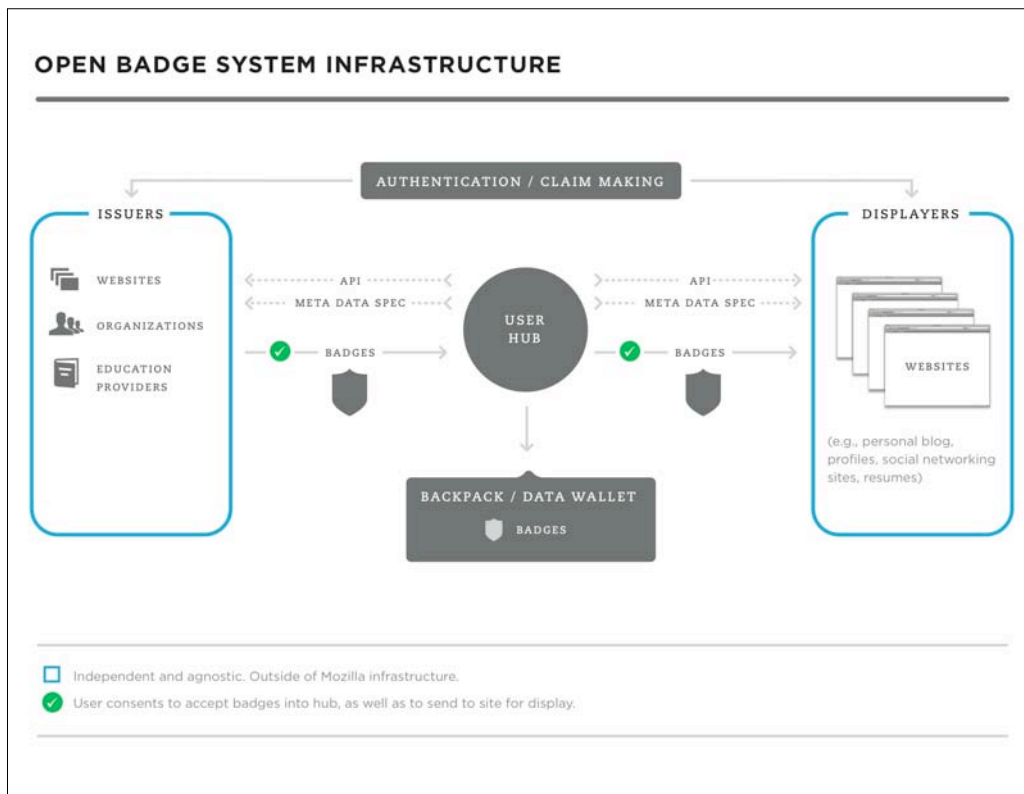 OPEN BADGE SYSTEM INFRASTRUCTURE
AUTHENTICATION / CLAIM MAKING
ISSUERS
WEBSITES
ORGANIZATIONS
EDUCATION
PROVIDERS
API
META DATA SPEC
BADGES
USER
HUB
API
META DATA SPEC
BADGES
DISPLAYERS
WEBSITES
(e.g., personal blog,
profiles, social networking
sites, resumes)
BACKPACK / DATA WALLET
BADGES
Independent and agnostic. Outside of Mozilla infrastructure.
User consents to accept badges into hub, as well as to send to site for display.